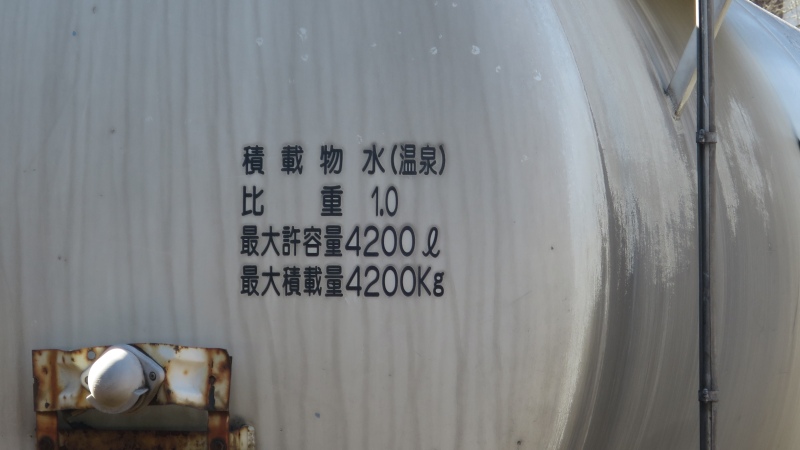 積載物 水(温泉)
比重 1.0
最大許容量4200ℓ
最大積載量4200Kg